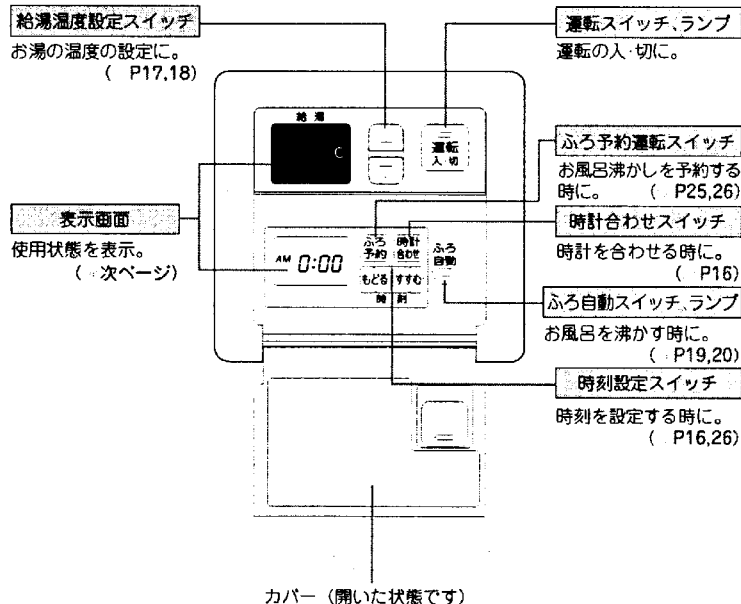 給湯温度設定スイッチ
お湯の温度の設定に。
( P17,18)
表示画面
使用状態を表示。
( 次ページ)
給湯
C
運転
入・切
AM 0:00
ふろ
予約
時計
合わせ
もどる
すすむ
時 刻
ふろ
自動
運転スイッチ、ランプ
運転の入・切に。
ふろ予約運転スイッチ
お風呂沸かしを予約する
時に。 ( P25,26)
時計合わせスイッチ
時計を合わせる時に。
( P16)
ふろ自動スイッチ、ランプ
お風呂を沸かす時に。
( P19,20)
時刻設定スイッチ
時刻を設定する時に。
( P16,26)
カバー(開いた状態です)